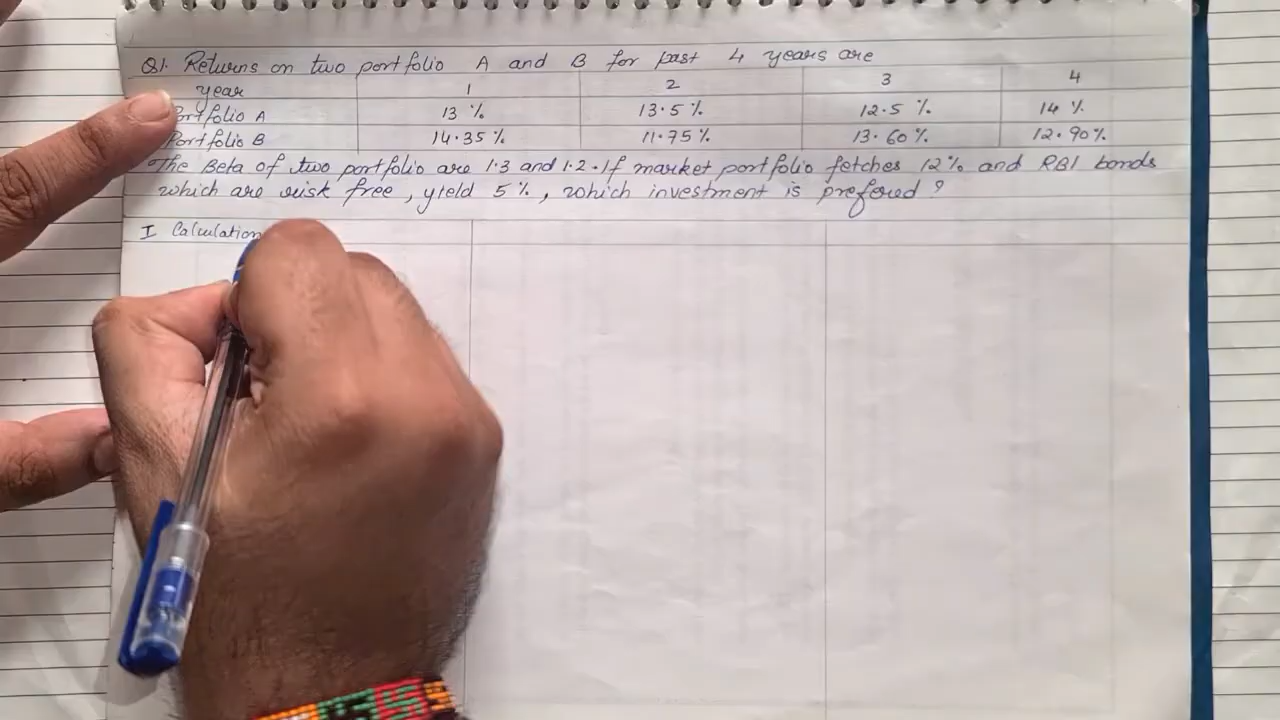 Q1. Returns on two portfolio A and B for past 4 years are
year 1 2 3 4
Portfolio A 13 % 13.5 % 12.5 % 14 %
Portfolio B 14.35 % 11.75 % 13.60 % 12.90 %
The Beta of two portfolio are 1.3 and 1.2. If market portfolio fetches 12 % and RBI bonds
which are risk free, yield 5 %, which investment is prefered ?
I Calculation